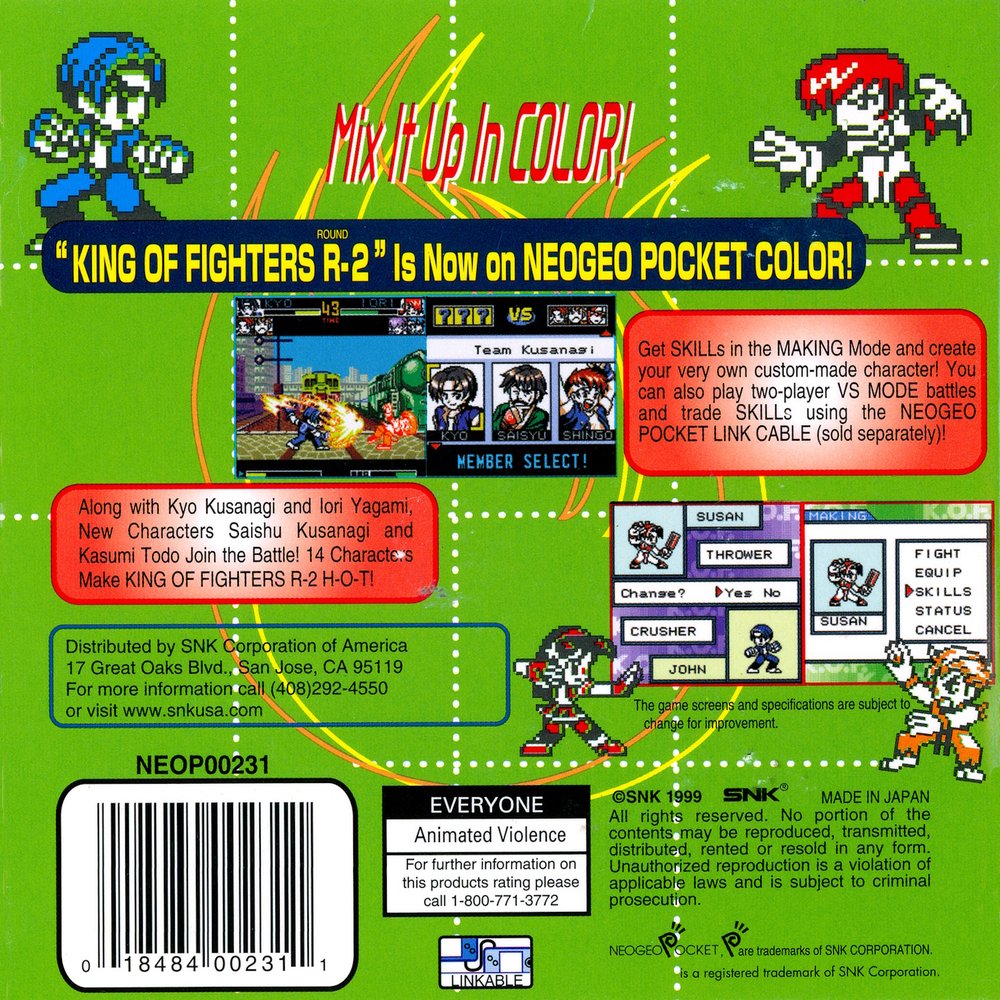 Mix It Up In COLOR!
ROUND
"KING OF FIGHTERS R-2" Is Now on NEOGEO POCKET COLOR!
KYO 43 IORI
TIME
??? VS
Team Kusanagi
KYO SAISYU SHINGO
MEMBER SELECT!
Get SKILLs in the MAKING Mode and create
your very own custom-made character! You
can also play two-player VS MODE battles
and trade SKILLs using the NEOGEO
POCKET LINK CABLE (sold separately)!
Along with Kyo Kusanagi and Iori Yagami,
New Characters Saishu Kusanagi and
Kasumi Todo Join the Battle! 14 Characters
Make KING OF FIGHTERS R-2 H-O-T!
SUSAN
THROWER
Change? Yes No
CRUSHER
JOHN
MAKING K.O.F
FIGHT
EQUIP
SKILLS
STATUS
CANCEL
SUSAN
Distributed by SNK Corporation of America
17 Great Oaks Blvd., San Jose, CA 95119
For more information call (408)292-4550
or visit www.snkusa.com
The game screens and specifications are subject to
change for improvement.
NEOP00231
0 18484 00231 1
EVERYONE
Animated Violence
For further information on
this products rating please
call 1-800-771-3772
LINKABLE
©SNK 1999 SNK® MADE IN JAPAN
All rights reserved. No portion of the
contents may be reproduced, transmitted,
distributed, rented or resold in any form.
Unauthorized reproduction is a violation of
applicable laws and is subject to criminal
prosecution.
NEOGEO POCKET, P are trademarks of SNK CORPORATION.
is a registered trademark of SNK Corporation.